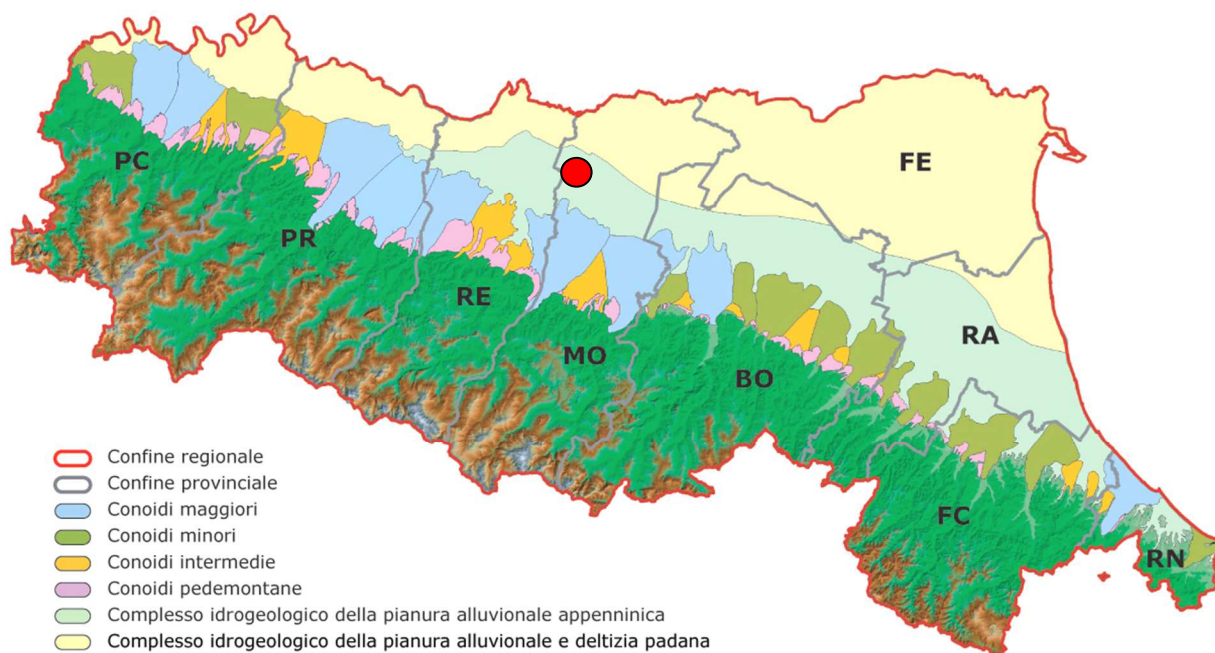 PC
FE
PR
RE
MO
BO
RA
FC
RN
Confine regionale
Confine provinciale
Conoidi maggiori
Conoidi minori
Conoidi intermedie
Conoidi pedemontane
Complesso idrogeologico della pianura alluvionale appenninica
Complesso idrogeologico della pianura alluvionale e deltizia padana